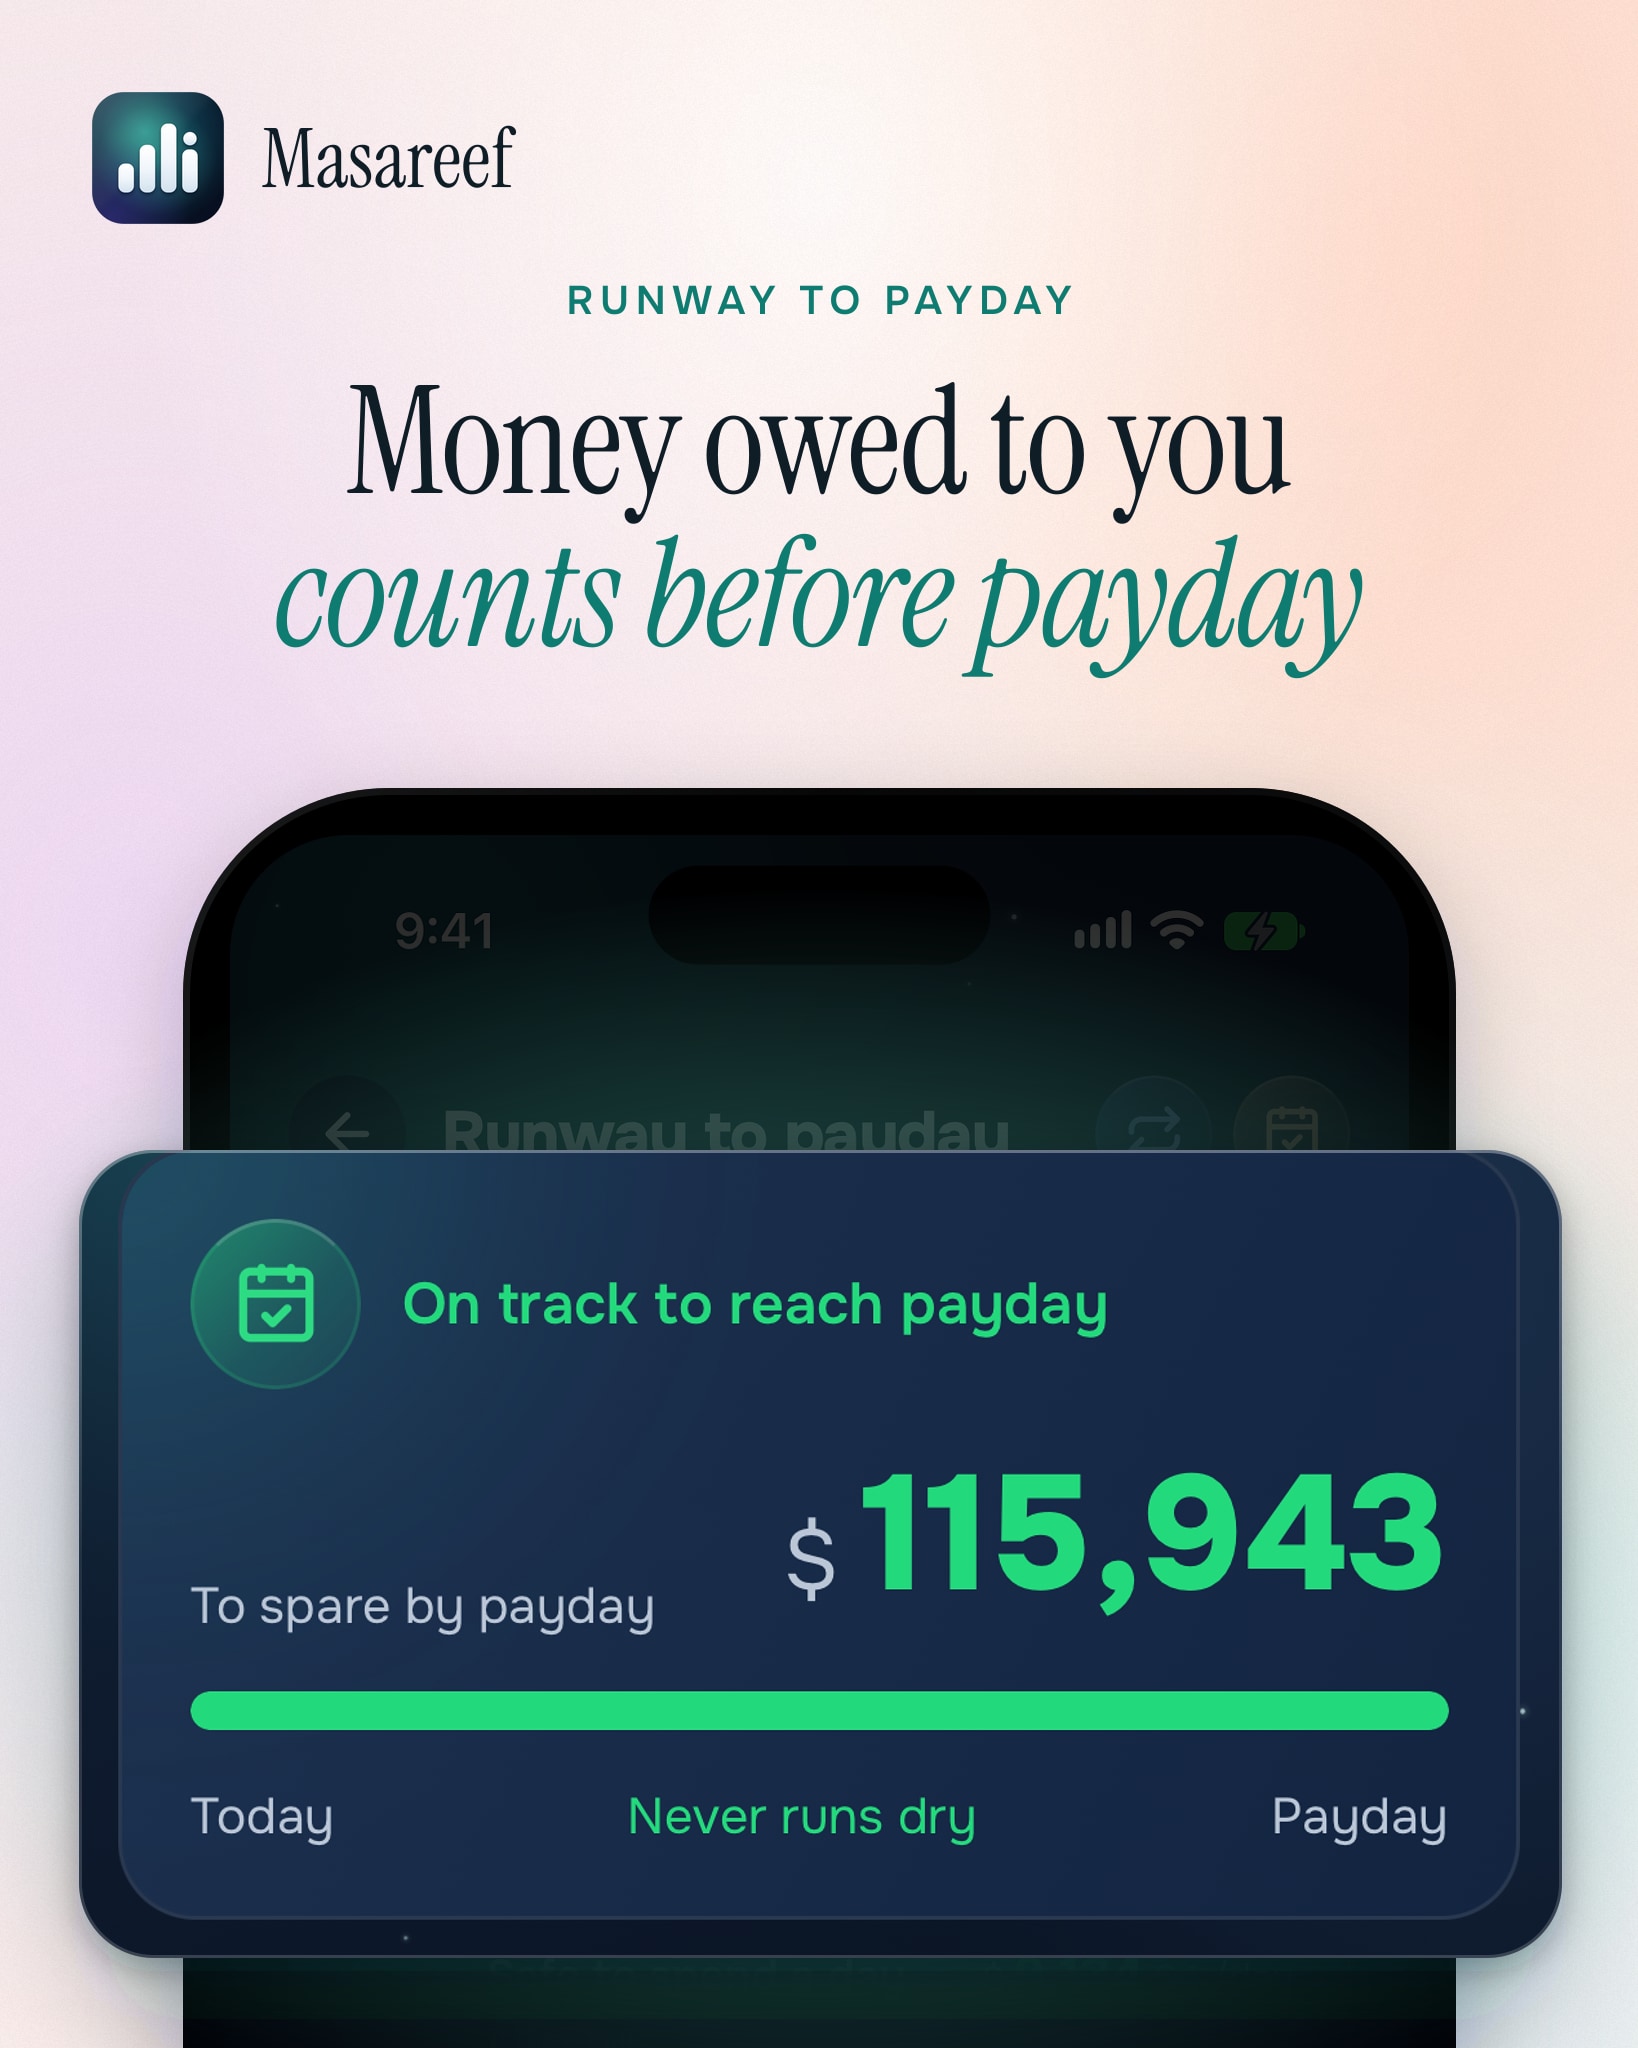 Masareef
RUNWAY TO PAYDAY
Money owed to you
counts before payday
9:41
Runway to payday
On track to reach payday
To spare by payday
$ 115,943
Today Never runs dry Payday